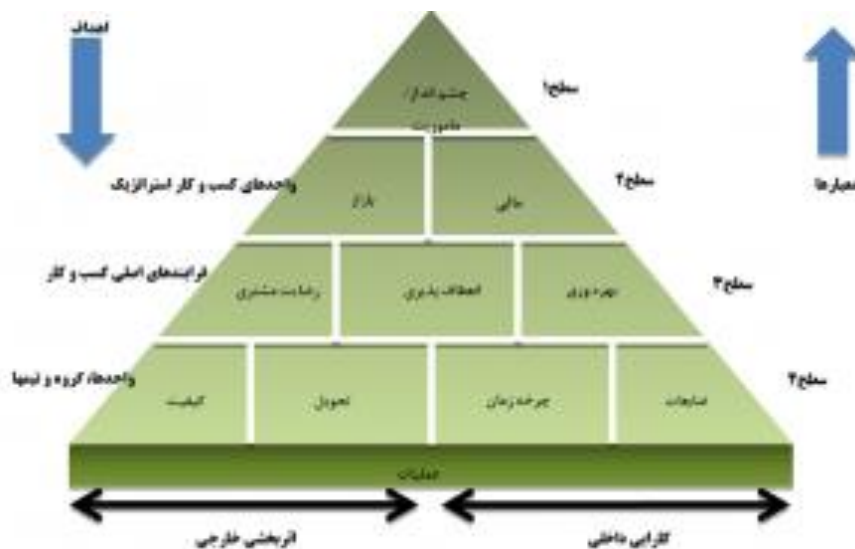 اهداف
سطح۱
چشم انداز/
ماموریت
معیارها
واحدهای کسب و کار استراتژیک
بازار
مالی
سطح۲
فرایندهای اصلی کسب و کار
رضایت مشتری
انعطاف پذیری
بهره وری
سطح۳
واحدها، گروه و تیمها
کیفیت
تحویل
چرخه زمان
ضایعات
سطح۴
عملیات
اثربخشی خارجی
کارایی داخلی